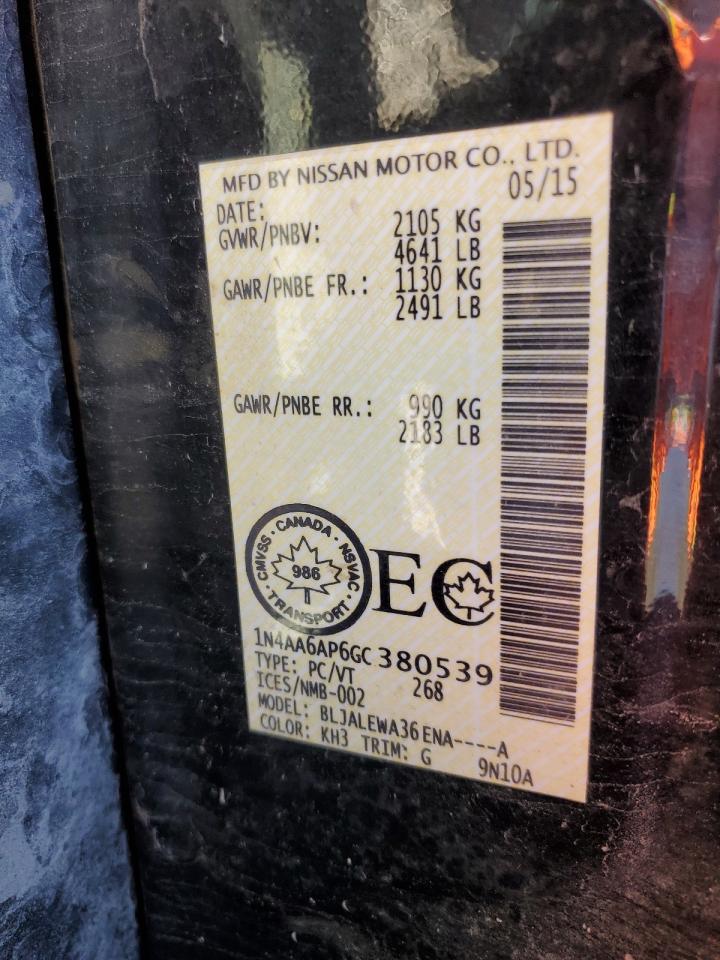 MFD BY NISSAN MOTOR CO., LTD.
DATE: 05/15
GVWR/PNBV: 2105 KG
4641 LB
GAWR/PNBE FR.: 1130 KG
2491 LB
GAWR/PNBE RR.: 990 KG
2183 LB
CMVSS · CANADA · NSVAC · TRANSPORT ·
986
EC
1N4AA6AP6GC380539
TYPE: PC/VT 268
ICES/NMB-002
MODEL: BLJALEWA36ENA----A
COLOR: KH3 TRIM: G 9N10A